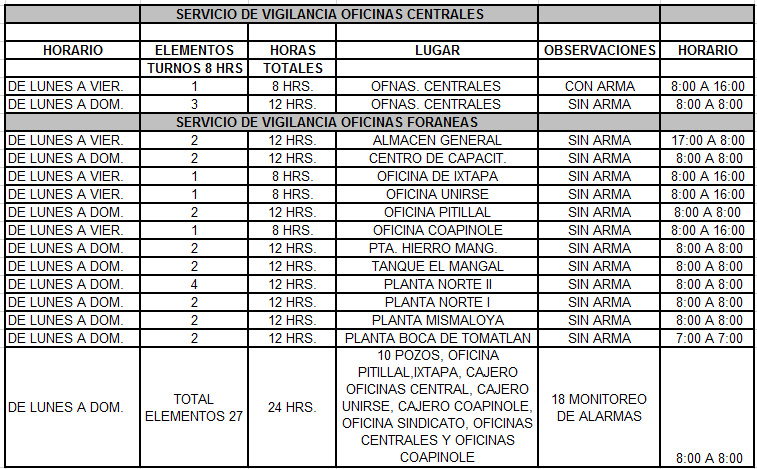 SERVICIO DE VIGILANCIA OFICINAS CENTRALES
HORARIO ELEMENTOS HORAS LUGAR OBSERVACIONES HORARIO
TURNOS 8 HRS TOTALES
DE LUNES A VIER. 1 8 HRS. OFNAS. CENTRALES CON ARMA 8:00 A 16:00
DE LUNES A DOM. 3 12 HRS. OFNAS. CENTRALES SIN ARMA 8:00 A 8:00
SERVICIO DE VIGILANCIA OFICINAS FORANEAS
DE LUNES A VIER. 2 12 HRS. ALMACEN GENERAL SIN ARMA 17:00 A 8:00
DE LUNES A DOM. 2 12 HRS. CENTRO DE CAPACIT. SIN ARMA 8:00 A 8:00
DE LUNES A VIER. 1 8 HRS. OFICINA DE IXTAPA SIN ARMA 8:00 A 16:00
DE LUNES A VIER. 1 8 HRS. OFICINA UNIRSE SIN ARMA 8:00 A 16:00
DE LUNES A DOM. 2 12 HRS. OFICINA PITILLAL SIN ARMA 8:00 A 8:00
DE LUNES A VIER. 1 8 HRS. OFICINA COAPINOLE SIN ARMA 8:00 A 16:00
DE LUNES A DOM. 2 12 HRS. PTA. HIERRO MANG. SIN ARMA 8:00 A 8:00
DE LUNES A DOM. 2 12 HRS. TANQUE EL MANGAL SIN ARMA 8:00 A 8:00
DE LUNES A DOM. 4 12 HRS. PLANTA NORTE II SIN ARMA 8:00 A 8:00
DE LUNES A DOM. 2 12 HRS. PLANTA NORTE I SIN ARMA 8:00 A 8:00
DE LUNES A DOM. 2 12 HRS. PLANTA MISMALOYA SIN ARMA 8:00 A 8:00
DE LUNES A DOM. 2 12 HRS. PLANTA BOCA DE TOMATLAN SIN ARMA 7:00 A 7:00
DE LUNES A DOM.
TOTAL
ELEMENTOS 27
24 HRS.
10 POZOS, OFICINA
PITILLAL,IXTAPA, CAJERO
OFICINAS CENTRAL, CAJERO
UNIRSE, CAJERO COAPINOLE,
OFICINA SINDICATO, OFICINAS
CENTRALES Y OFICINAS
COAPINOLE
18 MONITOREO
DE ALARMAS
8:00 A 8:00